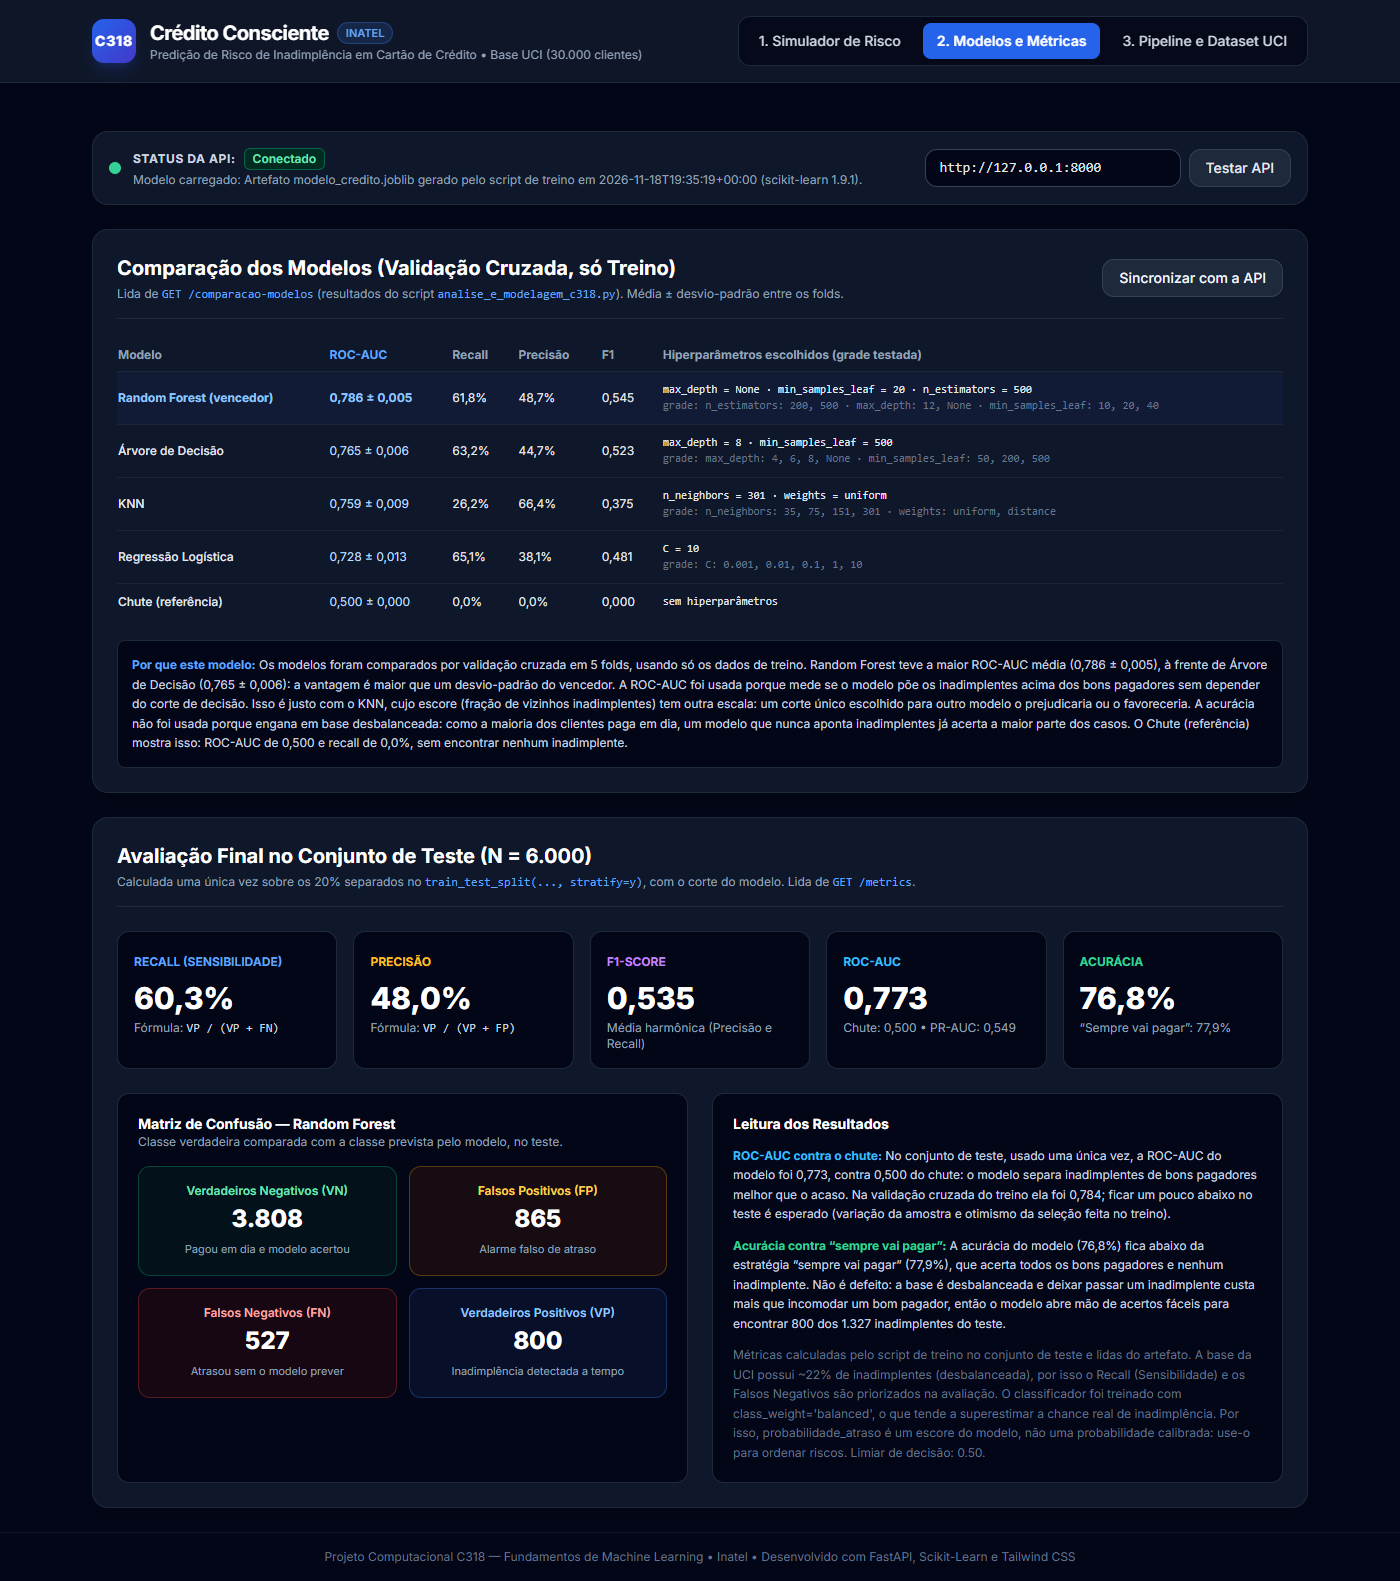 C318
Crédito Consciente INATEL
Predição de Risco de Inadimplência em Cartão de Crédito • Base UCI (30.000 clientes)
1. Simulador de Risco
2. Modelos e Métricas
3. Pipeline e Dataset UCI
STATUS DA API: Conectado
Modelo carregado: Artefato modelo_credito.joblib gerado pelo script de treino em 2026-11-18T19:35:19+00:00 (scikit-learn 1.9.1).
http://127.0.0.1:8000
Testar API
Comparação dos Modelos (Validação Cruzada, só Treino)
Lida de GET /comparacao-modelos (resultados do script analise_e_modelagem_c318.py). Média ± desvio-padrão entre os folds.
Sincronizar com a API
Modelo ROC-AUC Recall Precisão F1 Hiperparâmetros escolhidos (grade testada)
Random Forest (vencedor) 0,786 ± 0,005 61,8% 48,7% 0,545 max_depth = None · min_samples_leaf = 20 · n_estimators = 500
grade: n_estimators: 200, 500 · max_depth: 12, None · min_samples_leaf: 10, 20, 40
Árvore de Decisão 0,765 ± 0,006 63,2% 44,7% 0,523 max_depth = 8 · min_samples_leaf = 500
grade: max_depth: 4, 6, 8, None · min_samples_leaf: 50, 200, 500
KNN 0,759 ± 0,009 26,2% 66,4% 0,375 n_neighbors = 301 · weights = uniform
grade: n_neighbors: 35, 75, 151, 301 · weights: uniform, distance
Regressão Logística 0,728 ± 0,013 65,1% 38,1% 0,481 C = 10
grade: C: 0.001, 0.01, 0.1, 1, 10
Chute (referência) 0,500 ± 0,000 0,0% 0,0% 0,000 sem hiperparâmetros
Por que este modelo: Os modelos foram comparados por validação cruzada em 5 folds, usando só os dados de treino. Random Forest teve a maior ROC-AUC média (0,786 ± 0,005), à frente de Árvore
de Decisão (0,765 ± 0,006): a vantagem é maior que um desvio-padrão do vencedor. A ROC-AUC foi usada porque mede se o modelo põe os inadimplentes acima dos bons pagadores sem depender
do corte de decisão. Isso é justo com o KNN, cujo escore (fração de vizinhos inadimplentes) tem outra escala: um corte único escolhido para outro modelo o prejudicaria ou o favoreceria. A acurácia
não foi usada porque engana em base desbalanceada: como a maioria dos clientes paga em dia, um modelo que nunca aponta inadimplentes já acerta a maior parte dos casos. O Chute (referência)
mostra isso: ROC-AUC de 0,500 e recall de 0,0%, sem encontrar nenhum inadimplente.
Avaliação Final no Conjunto de Teste (N = 6.000)
Calculada uma única vez sobre os 20% separados no train_test_split(..., stratify=y), com o corte do modelo. Lida de GET /metrics.
RECALL (SENSIBILIDADE)
60,3%
Fórmula: VP / (VP + FN)
PRECISÃO
48,0%
Fórmula: VP / (VP + FP)
F1-SCORE
0,535
Média harmônica (Precisão e
Recall)
ROC-AUC
0,773
Chute: 0,500 • PR-AUC: 0,549
ACURÁCIA
76,8%
“Sempre vai pagar”: 77,9%
Matriz de Confusão — Random Forest
Classe verdadeira comparada com a classe prevista pelo modelo, no teste.
Verdadeiros Negativos (VN)
3.808
Pagou em dia e modelo acertou
Falsos Positivos (FP)
865
Alarme falso de atraso
Falsos Negativos (FN)
527
Atrasou sem o modelo prever
Verdadeiros Positivos (VP)
800
Inadimplência detectada a tempo
Leitura dos Resultados
ROC-AUC contra o chute: No conjunto de teste, usado uma única vez, a ROC-AUC do
modelo foi 0,773, contra 0,500 do chute: o modelo separa inadimplentes de bons pagadores
melhor que o acaso. Na validação cruzada do treino ela foi 0,784; ficar um pouco abaixo no
teste é esperado (variação da amostra e otimismo da seleção feita no treino).
Acurácia contra “sempre vai pagar”: A acurácia do modelo (76,8%) fica abaixo da
estratégia “sempre vai pagar” (77,9%), que acerta todos os bons pagadores e nenhum
inadimplente. Não é defeito: a base é desbalanceada e deixar passar um inadimplente custa
mais que incomodar um bom pagador, então o modelo abre mão de acertos fáceis para
encontrar 800 dos 1.327 inadimplentes do teste.
Métricas calculadas pelo script de treino no conjunto de teste e lidas do artefato. A base da
UCI possui ~22% de inadimplentes (desbalanceada), por isso o Recall (Sensibilidade) e os
Falsos Negativos são priorizados na avaliação. O classificador foi treinado com
class_weight='balanced', o que tende a superestimar a chance real de inadimplência. Por
isso, probabilidade_atraso é um escore do modelo, não uma probabilidade calibrada: use-o
para ordenar riscos. Limiar de decisão: 0.50.
Projeto Computacional C318 — Fundamentos de Machine Learning • Inatel • Desenvolvido com FastAPI, Scikit-Learn e Tailwind CSS